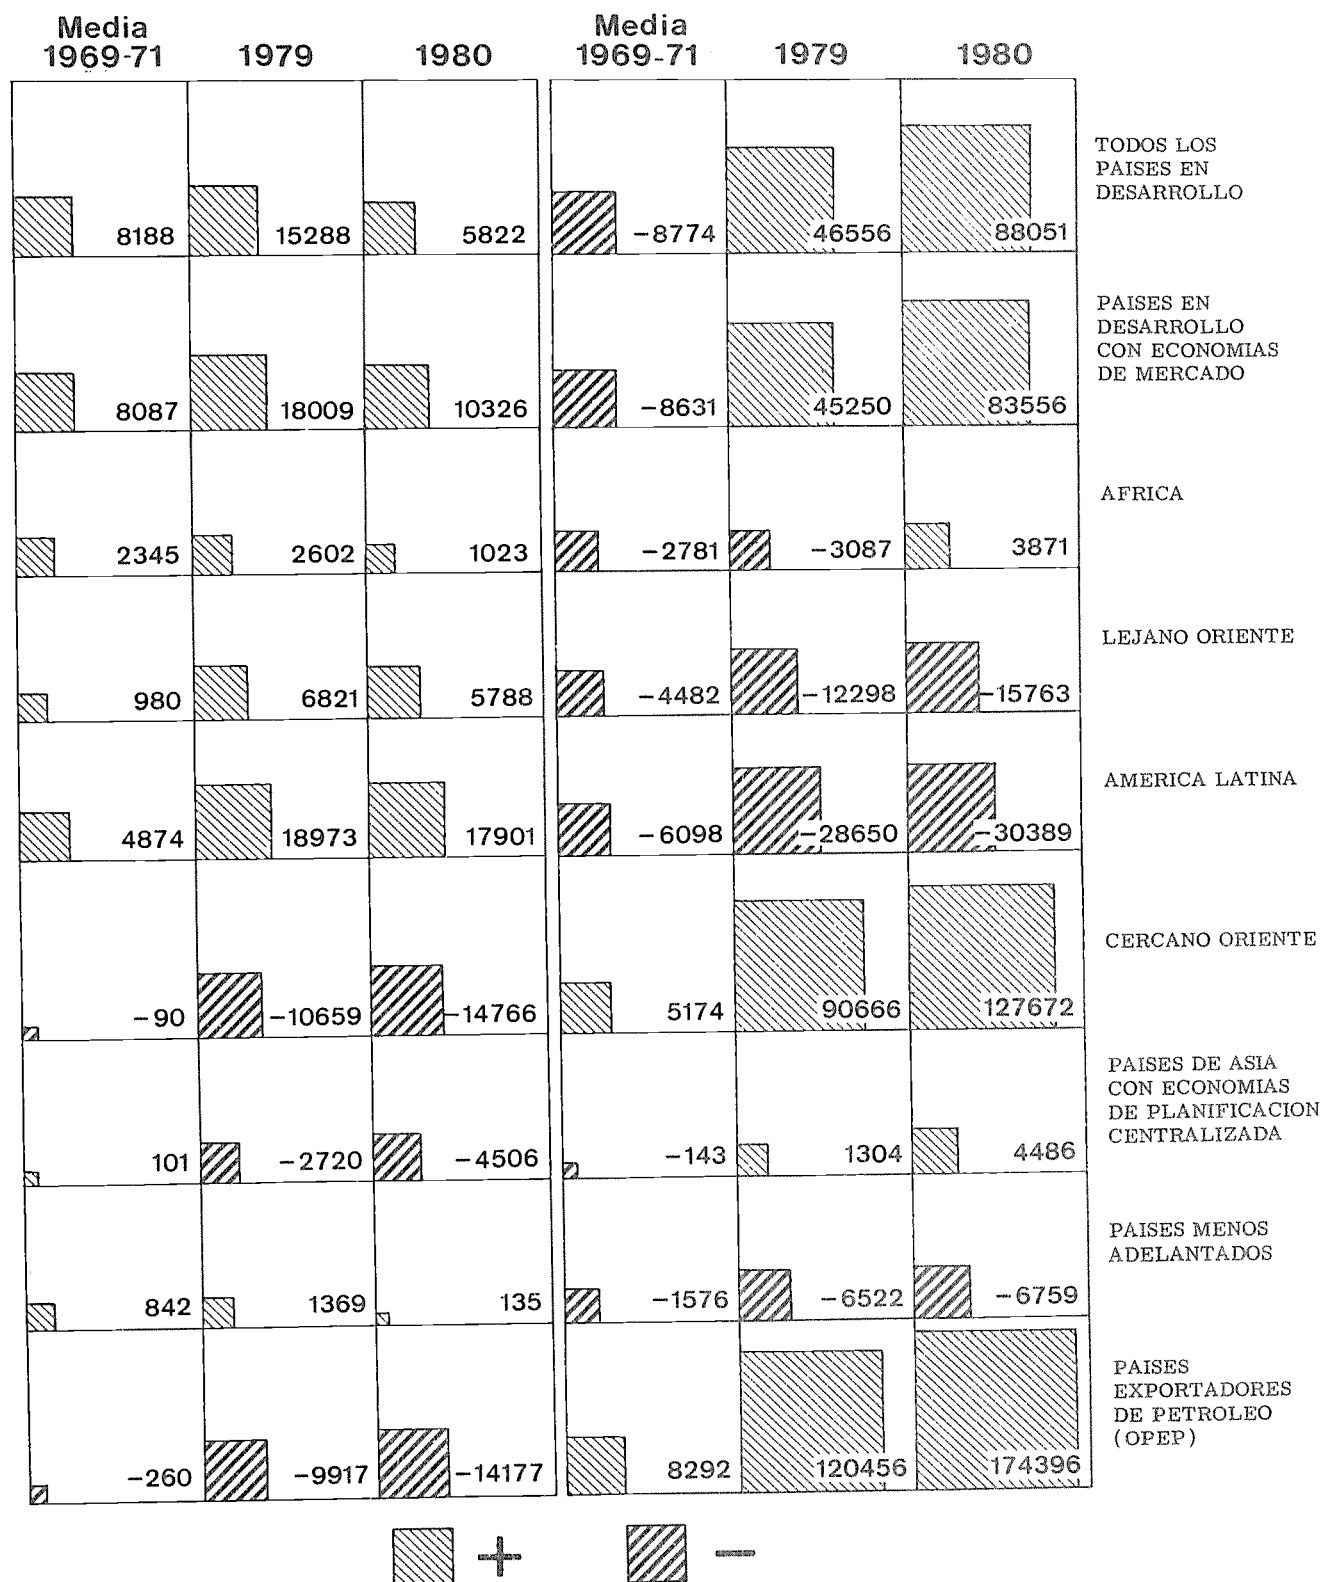 Media Media
1969-71 1979 1980 1969-71 1979 1980
TODOS LOS
PAISES EN
DESARROLLO
8188 15288 5822 -8774 46556 88051
PAISES EN
DESARROLLO
CON ECONOMIAS
DE MERCADO
8087 18009 10326 -8631 45250 83556
AFRICA
2345 2602 1023 -2781 -3087 3871
LEJANO ORIENTE
980 6821 5788 -4482 -12298 -15763
AMERICA LATINA
4874 18973 17901 -6098 -28650 -30389
CERCANO ORIENTE
-90 -10659 -14766 5174 90666 127672
PAISES DE ASIA
CON ECONOMIAS
DE PLANIFICACION
CENTRALIZADA
101 -2720 -4506 -143 1304 4486
PAISES MENOS
ADELANTADOS
842 1369 135 -1576 -6522 -6759
PAISES
EXPORTADORES
DE PETROLEO
(OPEP)
-260 -9917 -14177 8292 120456 174396
+ -